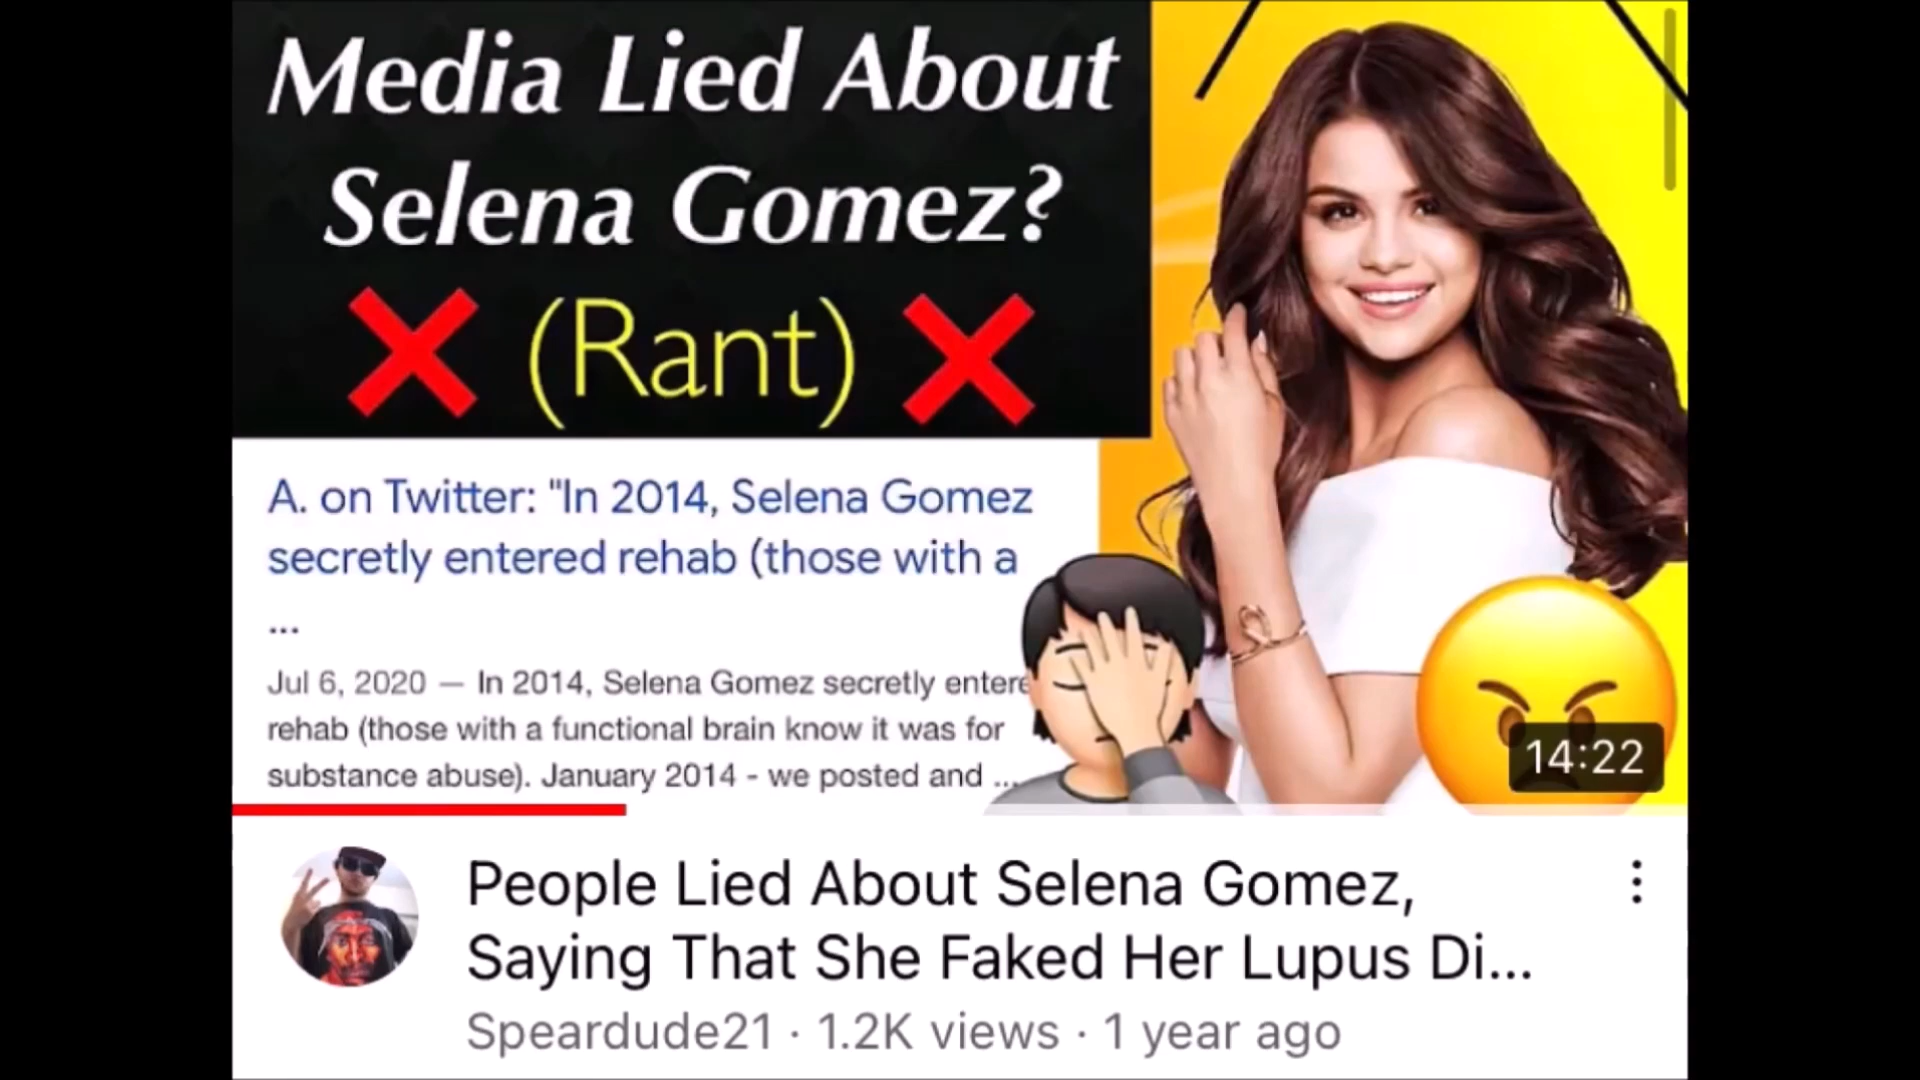 Media Lied About
Selena Gomez?
(Rant)
A. on Twitter: "In 2014, Selena Gomez
secretly entered rehab (those with a
...
Jul 6, 2020 — In 2014, Selena Gomez secretly entere
rehab (those with a functional brain know it was for
substance abuse). January 2014 - we posted and ...
14:22
People Lied About Selena Gomez,
Saying That She Faked Her Lupus Di...
Speardude21 · 1.2K views · 1 year ago